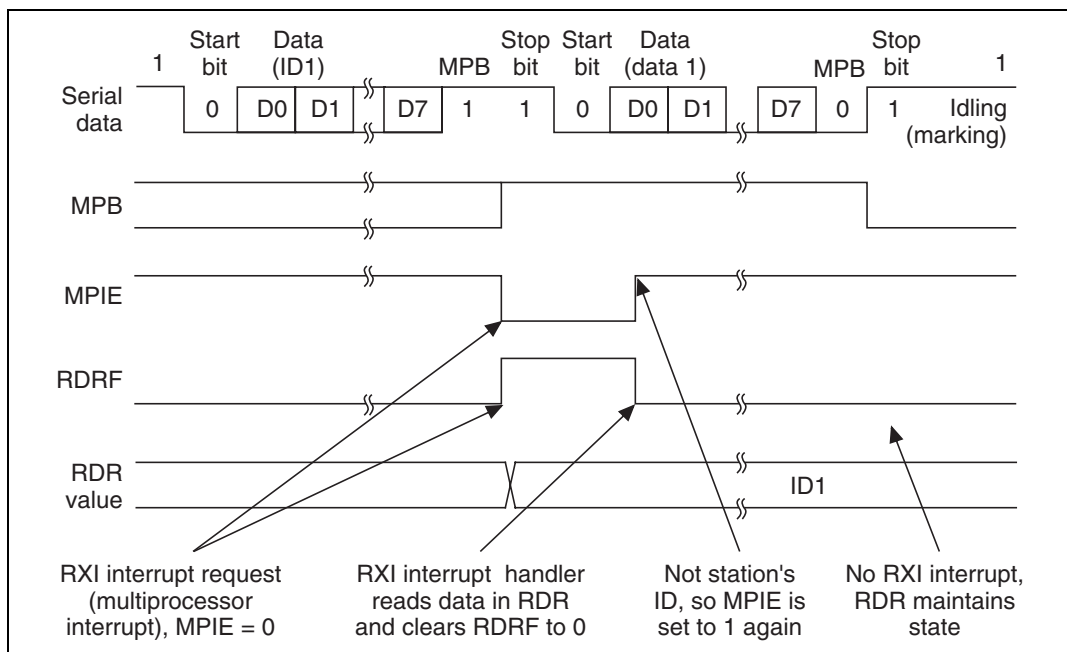 Start Data Stop Start Data Stop
1 bit (ID1) MPB bit bit (data 1) MPB bit 1
Serial data 0 D0 D1 D7 1 1 0 D0 D1 D7 0 1 Idling (marking)
MPB
MPIE
RDRF
RDR value ID1
RXI interrupt request
(multiprocessor
interrupt), MPIE = 0
RXI interrupt handler
reads data in RDR
and clears RDRF to 0
Not station's
ID, so MPIE is
set to 1 again
No RXI interrupt,
RDR maintains
state